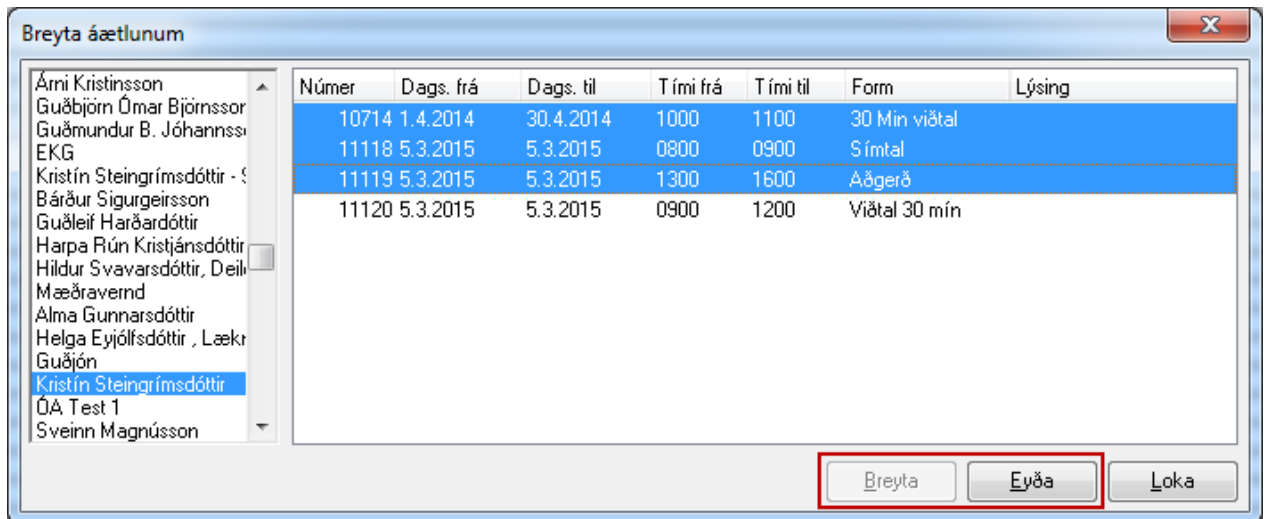 Breyta áætlunum
Árni Kristinsson
Guðbjörn Ómar Björnsson
Guðmundur B. Jóhannss
EKG
Kristín Steingrímsdóttir - S
Bárður Sigurgeirsson
Guðleif Harðardóttir
Harpa Rún Kristjánsdóttir
Hildur Svavarsdóttir, Deil
Mæðravernd
Alma Gunnarsdóttir
Helga Eyjólfsdóttir , Lækn
Guðjón
Kristín Steingrímsdóttir
ÓA Test 1
Sveinn Magnússon
Númer Dags. frá Dags. til Tími frá Tími til Form Lýsing
10714 1.4.2014 30.4.2014 1000 1100 30 Min viðtal
11118 5.3.2015 5.3.2015 0800 0900 Símtal
11119 5.3.2015 5.3.2015 1300 1600 Aðgerð
11120 5.3.2015 5.3.2015 0900 1200 Viðtal 30 mín
Breyta Eyða Loka